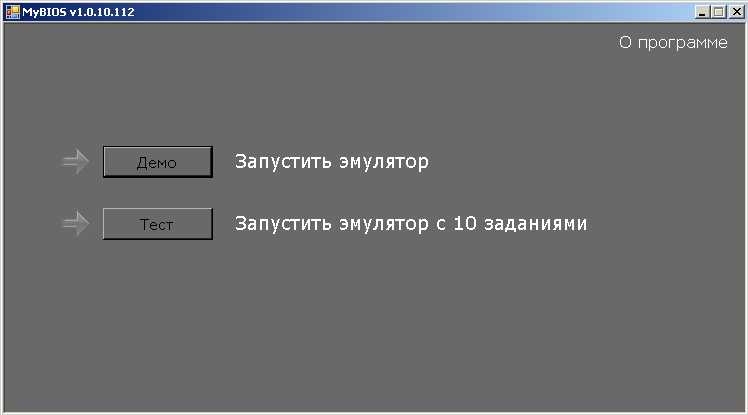 MyBIOS v1.0.10.112
О программе
Демо Запустить эмулятор
Тест Запустить эмулятор с 10 заданиями